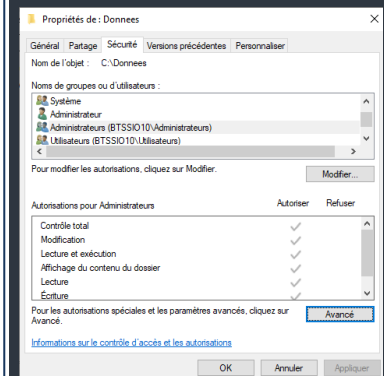 Propriétés de : Donnees
Général Partage Sécurité Versions précédentes Personnaliser
Nom de l'objet : C:\Donnees
Noms de groupes ou d'utilisateurs :
Système
Administrateur
Administrateurs (BTSSIO10\Administrateurs)
Utilisateurs (BTSSIO10\Utilisateurs)
Pour modifier les autorisations, cliquez sur Modifier.
Modifier...
Autorisations pour Administrateurs Autoriser Refuser
Contrôle total
Modification
Lecture et exécution
Affichage du contenu du dossier
Lecture
Écriture
Pour les autorisations spéciales et les paramètres avancés, cliquez sur
Avancé.
Avancé
Informations sur le contrôle d'accès et les autorisations
OK Annuler Appliquer